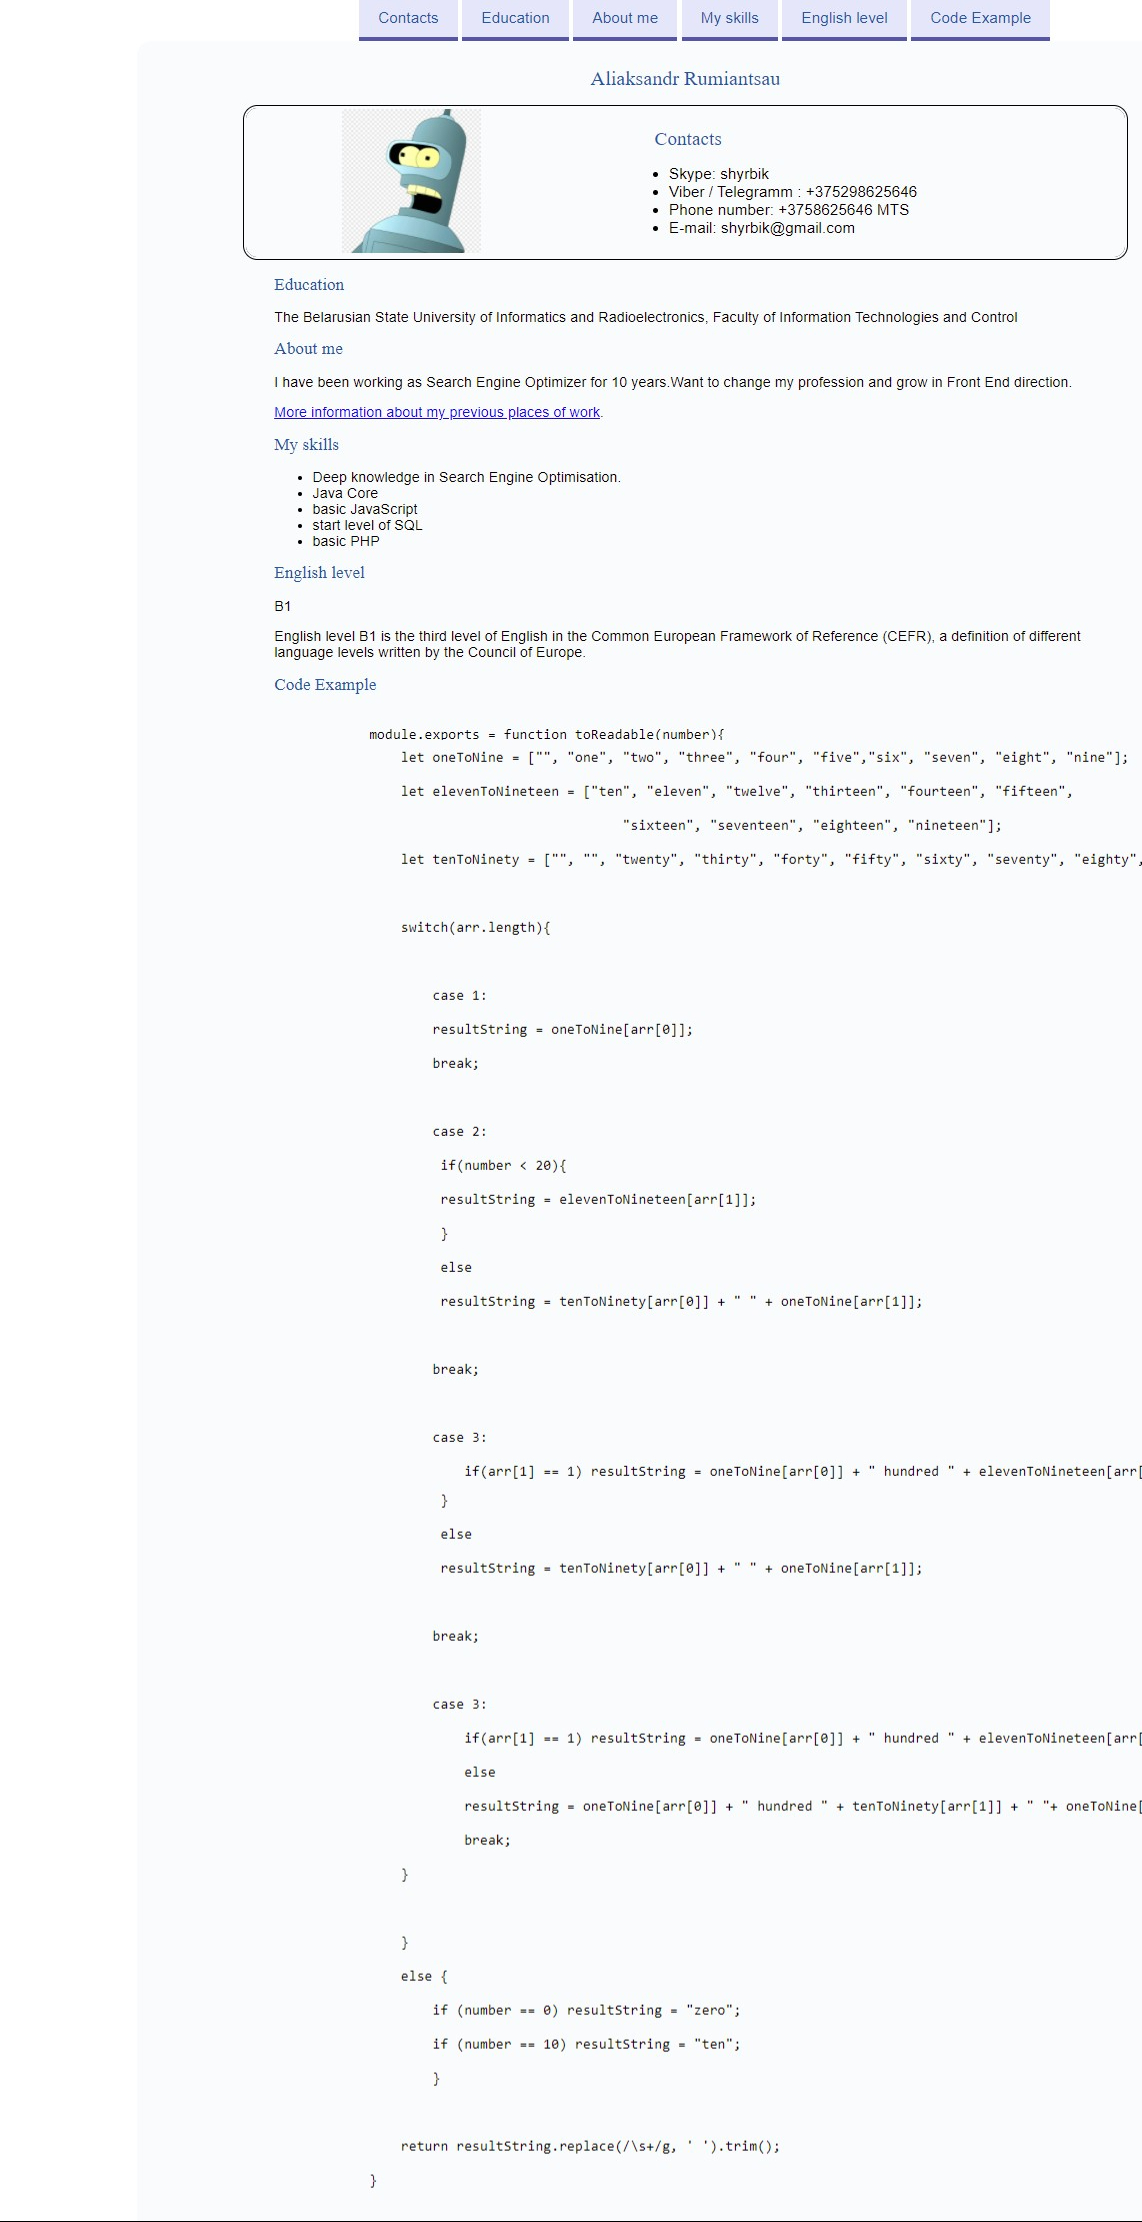 Contacts Education About me My skills English level Code Example
Aliaksandr Rumiantsau
Contacts
Skype: shyrbik
Viber / Telegramm : +375298625646
Phone number: +3758625646 MTS
E-mail: shyrbik@gmail.com
Education
The Belarusian State University of Informatics and Radioelectronics, Faculty of Information Technologies and Control
About me
I have been working as Search Engine Optimizer for 10 years.Want to change my profession and grow in Front End direction.
More information about my previous places of work.
My skills
Deep knowledge in Search Engine Optimisation.
Java Core
basic JavaScript
start level of SQL
basic PHP
English level
B1
English level B1 is the third level of English in the Common European Framework of Reference (CEFR), a definition of different
language levels written by the Council of Europe.
Code Example
module.exports = function toReadable(number){
let oneToNine = ["", "one", "two", "three", "four", "five","six", "seven", "eight", "nine"];
let elevenToNineteen = ["ten", "eleven", "twelve", "thirteen", "fourteen", "fifteen",
"sixteen", "seventeen", "eighteen", "nineteen"];
let tenToNinety = ["", "", "twenty", "thirty", "forty", "fifty", "sixty", "seventy", "eighty",
switch(arr.length){
case 1:
resultString = oneToNine[arr[0]];
break;
case 2:
if(number < 20){
resultString = elevenToNineteen[arr[1]];
}
else
resultString = tenToNinety[arr[0]] + " " + oneToNine[arr[1]];
break;
case 3:
if(arr[1] == 1) resultString = oneToNine[arr[0]] + " hundred " + elevenToNineteen[arr[
}
else
resultString = tenToNinety[arr[0]] + " " + oneToNine[arr[1]];
break;
case 3:
if(arr[1] == 1) resultString = oneToNine[arr[0]] + " hundred " + elevenToNineteen[arr[
else
resultString = oneToNine[arr[0]] + " hundred " + tenToNinety[arr[1]] + " "+ oneToNine[
break;
}
}
else {
if (number == 0) resultString = "zero";
if (number == 10) resultString = "ten";
}
return resultString.replace(/\s+/g, ' ').trim();
}